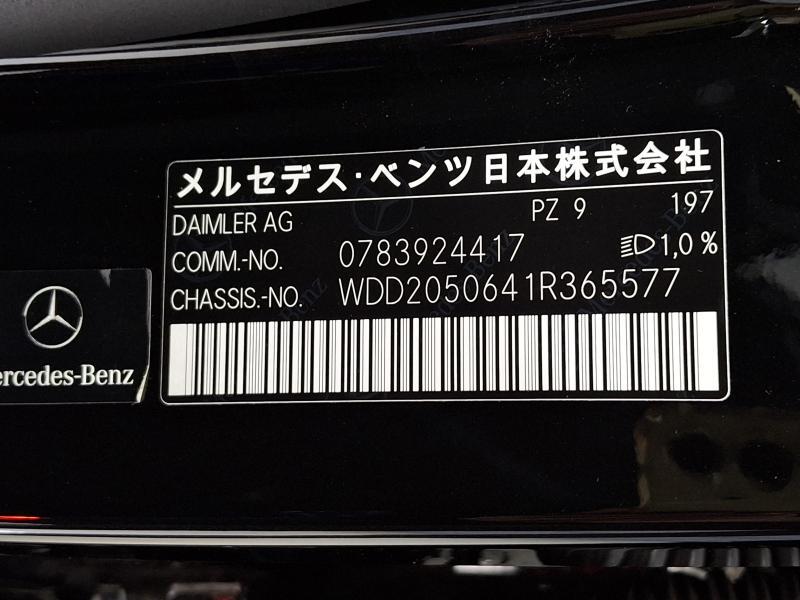 メルセデス・ベンツ日本株式会社
DAIMLER AG PZ 9 197
COMM.-NO. 0783924417 1,0 %
CHASSIS.-NO. WDD2050641R365577
Mercedes-Benz